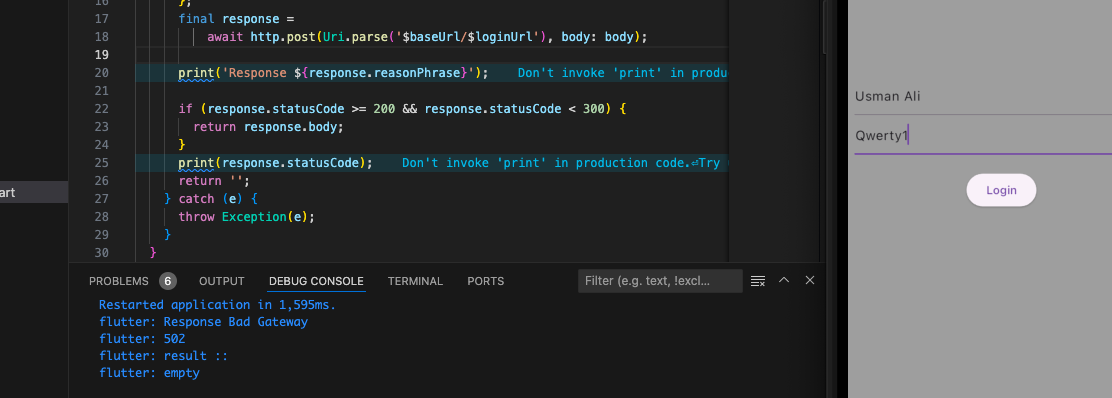 16 };
17 final response =
18 await http.post(Uri.parse('$baseUrl/$loginUrl'), body: body);
19
20 print('Response ${response.reasonPhrase}'); Don't invoke 'print' in produ
21
22 if (response.statusCode >= 200 && response.statusCode < 300) {
23 return response.body;
24 }
25 print(response.statusCode); Don't invoke 'print' in production code.⏎Try
26 return '';
27 } catch (e) {
28 throw Exception(e);
29 }
30 }
art
PROBLEMS 6 OUTPUT DEBUG CONSOLE TERMINAL PORTS Filter (e.g. text, !excl...
Restarted application in 1,595ms.
flutter: Response Bad Gateway
flutter: 502
flutter: result ::
flutter: empty
Usman Ali
Qwerty1
Login